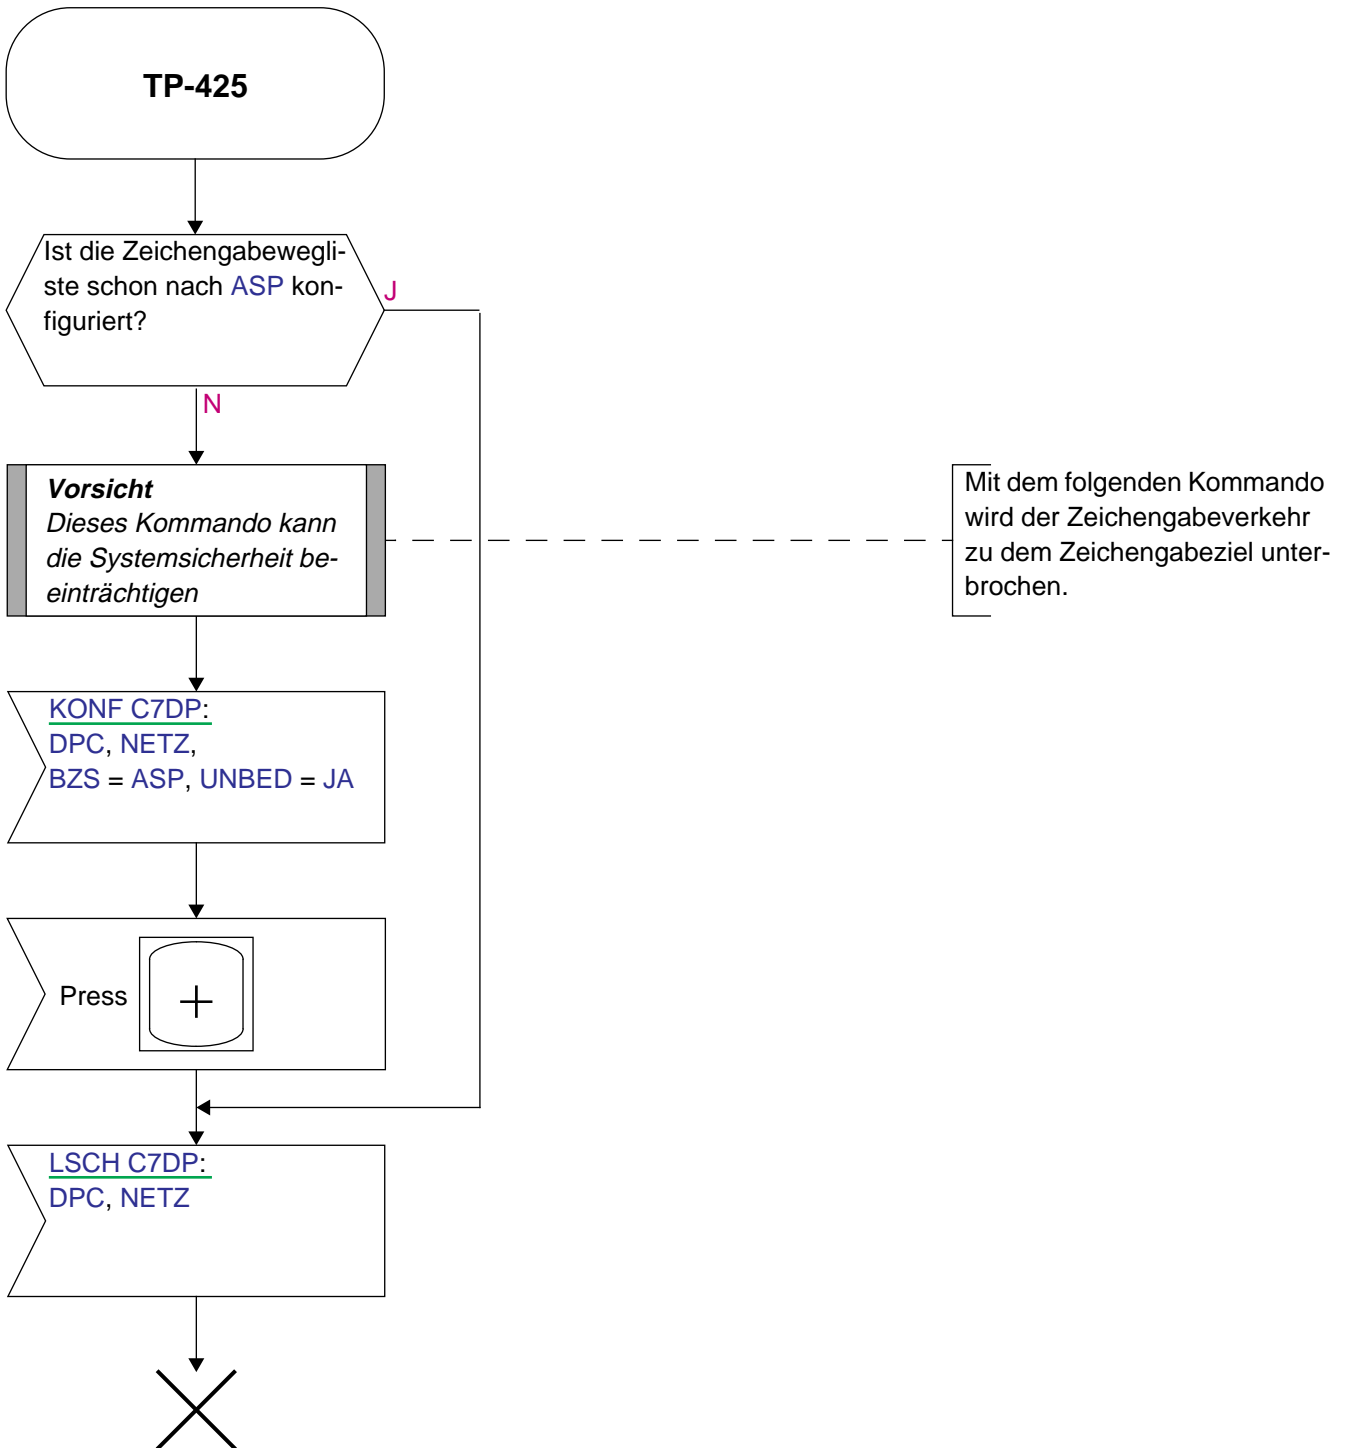 TP-425
Ist die Zeichengabewegli-
ste schon nach ASP kon-
figuriert?
J
N
Vorsicht
Dieses Kommando kann
die Systemsicherheit be-
einträchtigen
Mit dem folgenden Kommando
wird der Zeichengabeverkehr
zu dem Zeichengabeziel unter-
brochen.
KONF C7DP:
DPC, NETZ,
BZS = ASP, UNBED = JA
Press +
LSCH C7DP:
DPC, NETZ